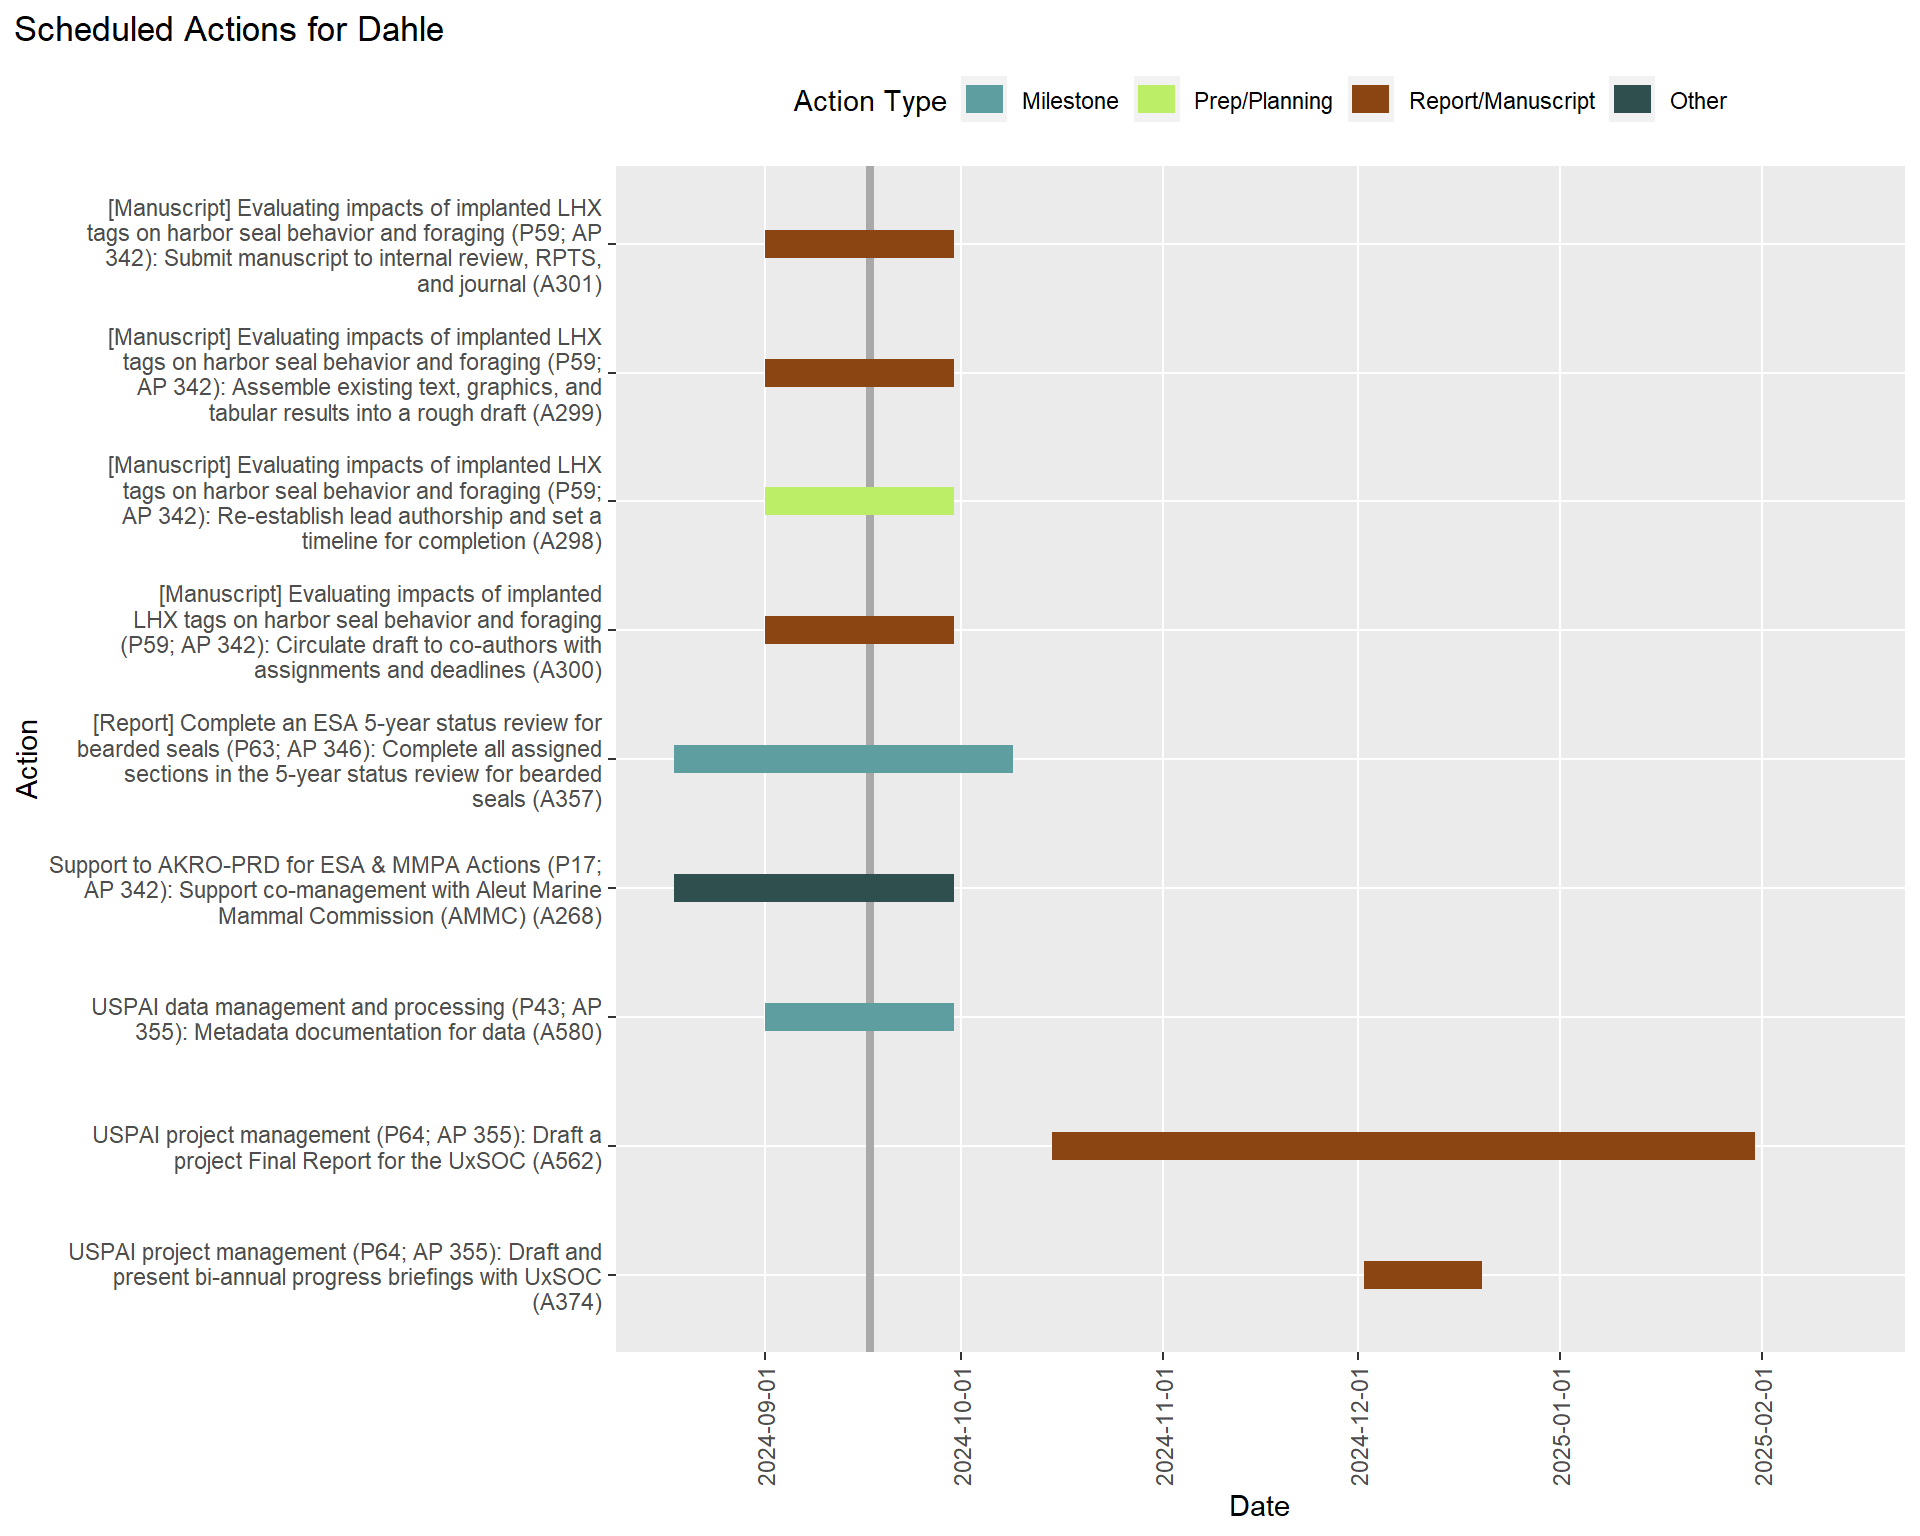 Scheduled Actions for Dahle
Action Type
Milestone
Prep/Planning
Report/Manuscript
Other
[Manuscript] Evaluating impacts of implanted LHX
tags on harbor seal behavior and foraging (P59; AP
342): Submit manuscript to internal review, RPTS,
and journal (A301)
[Manuscript] Evaluating impacts of implanted LHX
tags on harbor seal behavior and foraging (P59;
AP 342): Assemble existing text, graphics, and
tabular results into a rough draft (A299)
[Manuscript] Evaluating impacts of implanted LHX
tags on harbor seal behavior and foraging (P59;
AP 342): Re-establish lead authorship and set a
timeline for completion (A298)
[Manuscript] Evaluating impacts of implanted
LHX tags on harbor seal behavior and foraging
(P59; AP 342): Circulate draft to co-authors with
assignments and deadlines (A300)
[Report] Complete an ESA 5-year status review for
bearded seals (P63; AP 346): Complete all assigned
sections in the 5-year status review for bearded
seals (A357)
Support to AKRO-PRD for ESA & MMPA Actions (P17;
AP 342): Support co-management with Aleut Marine
Mammal Commission (AMMC) (A268)
USPAI data management and processing (P43; AP
355): Metadata documentation for data (A580)
USPAI project management (P64; AP 355): Draft a
project Final Report for the UxSOC (A562)
USPAI project management (P64; AP 355): Draft and
present bi-annual progress briefings with UxSOC
(A374)
Action
2024-09-01
2024-10-01
2024-11-01
2024-12-01
2025-01-01
2025-02-01
Date